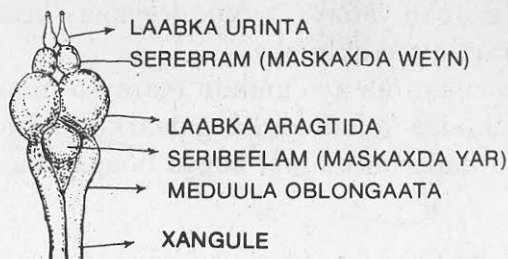 LAABKA URINTA
SEREBRAM (MASKAXDA WEYN)
LAABKA ARAGTIDA
SERIBEELAM (MASKAXDA YAR)
MEDUULA OBLONGAATA
XANGULE